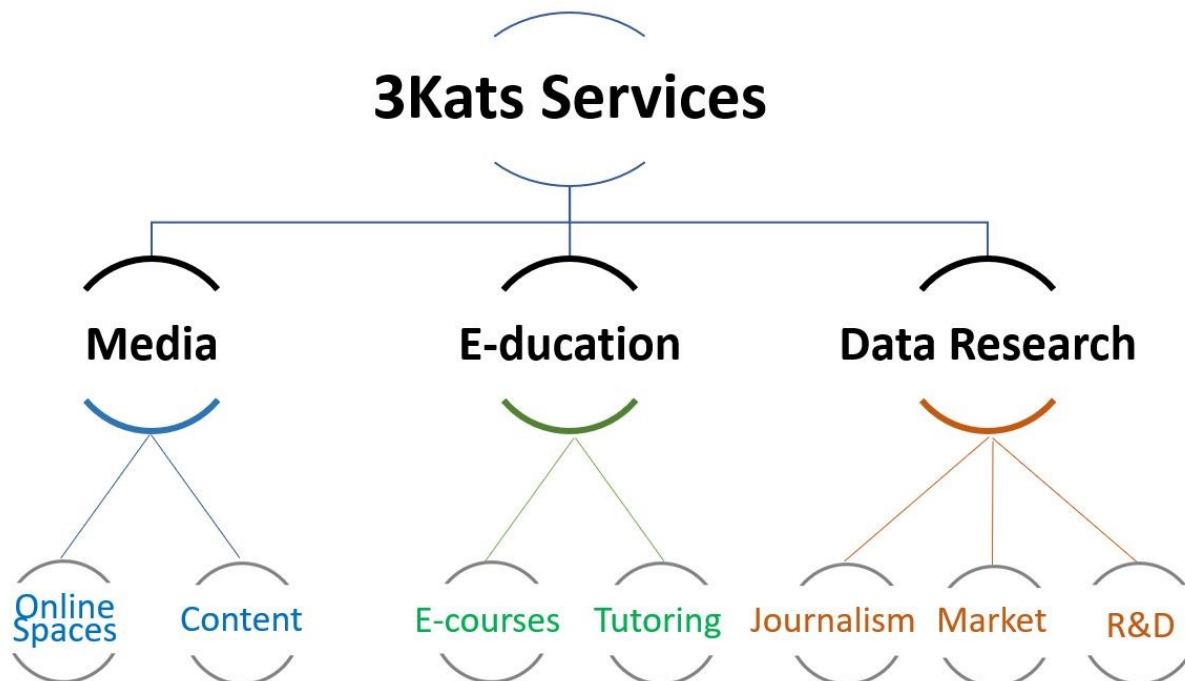 3Kats Services
Media
E-ducation
Data Research
Online
Spaces
Content
E-courses
Tutoring
Journalism
Market
R&D